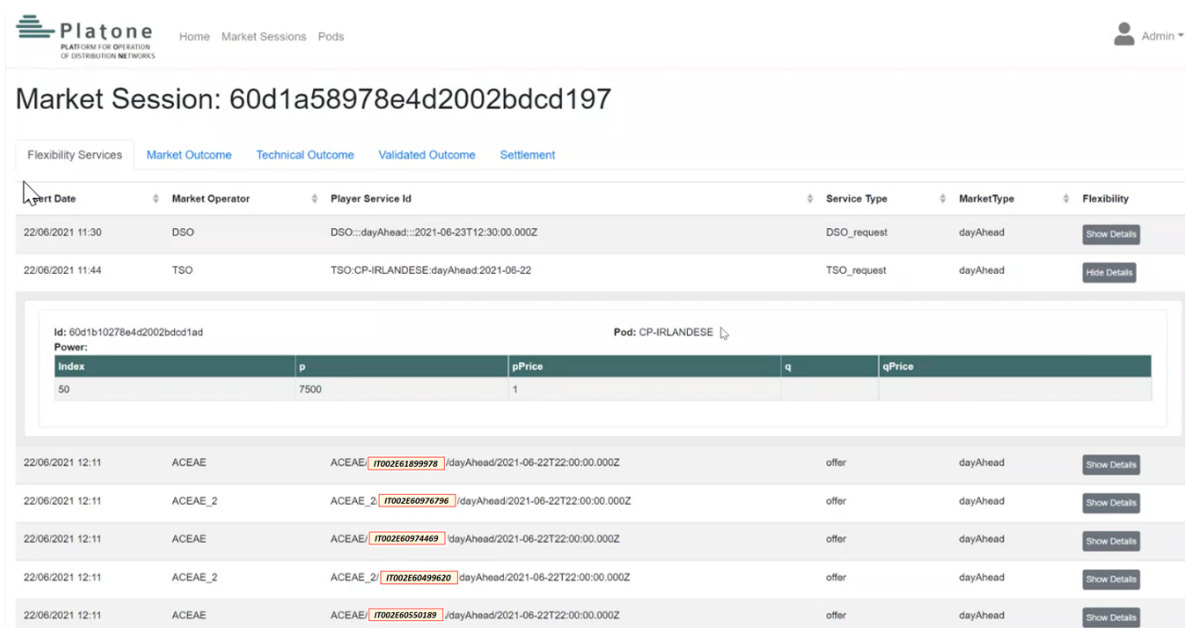 Platone
PLATFORM FOR OPERATION
OF DISTRIBUTION NETWORKS
Home Market Sessions Pods
Admin
Market Session: 60d1a58978e4d2002bdcd197
Flexibility Services Market Outcome Technical Outcome Validated Outcome Settlement
ert Date Market Operator Player Service Id Service Type MarketType Flexibility
22/06/2021 11:30 DSO DSO:::dayAhead:::2021-06-23T12:30:00.000Z DSO_request dayAhead Show Details
22/06/2021 11:44 TSO TSO:CP-IRLANDESE:dayAhead:2021-06-22 TSO_request dayAhead Hide Details
Id: 60d1b10278e4d2002bdcd1ad Pod: CP-IRLANDESE
Power:
Index p pPrice q qPrice
50 7500 1
22/06/2021 12:11 ACEAE ACEAE/ IT002E61899978 /dayAhead/2021-06-22T22:00:00.000Z offer dayAhead Show Details
22/06/2021 12:11 ACEAE_2 ACEAE_2/ IT002E60976796 /dayAhead/2021-06-22T22:00:00.000Z offer dayAhead Show Details
22/06/2021 12:11 ACEAE ACEAE/ IT002E60974469 /dayAhead/2021-06-22T22:00:00.000Z offer dayAhead Show Details
22/06/2021 12:11 ACEAE_2 ACEAE_2/ IT002E60499620 dayAhead/2021-06-22T22:00:00.000Z offer dayAhead Show Details
22/06/2021 12:11 ACEAE ACEAE/ IT002E60550189 /dayAhead/2021-06-22T22:00:00.000Z offer dayAhead Show Details